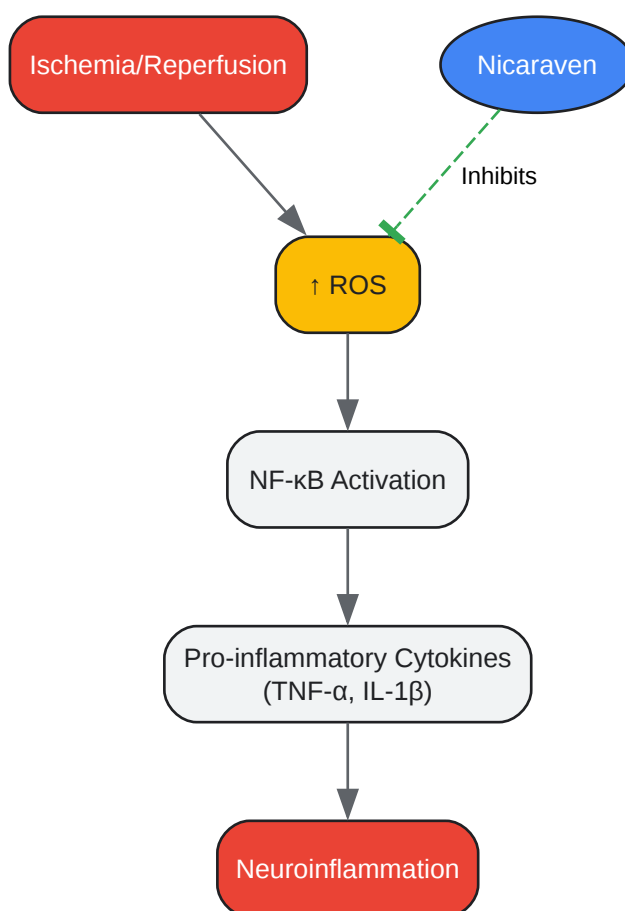 Ischemia/Reperfusion
Nicaraven
Inhibits
↑ ROS
NF-κB Activation
Pro-inflammatory Cytokines
(TNF-α, IL-1β)
Neuroinflammation